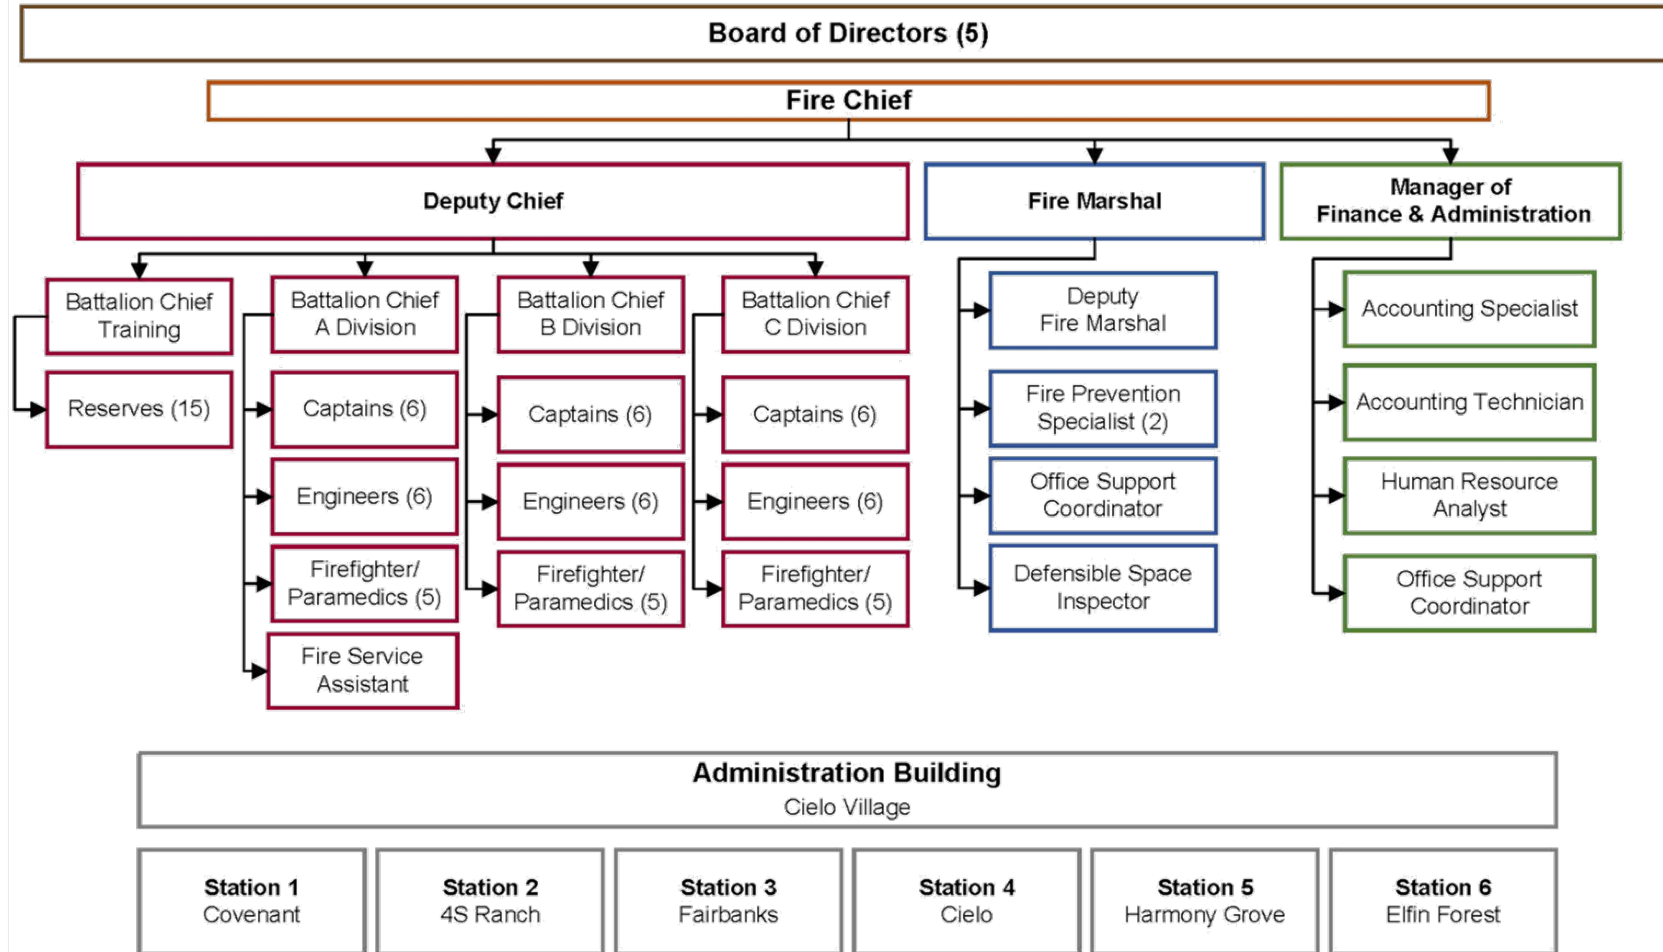 Board of Directors (5)
Fire Chief
Deputy Chief
Fire Marshal
Manager of
Finance & Administration
Battalion Chief
Training
Reserves (15)
Battalion Chief
A Division
Captains (6)
Engineers (6)
Firefighter/
Paramedics (5)
Fire Service
Assistant
Battalion Chief
B Division
Captains (6)
Engineers (6)
Firefighter/
Paramedics (5)
Battalion Chief
C Division
Captains (6)
Engineers (6)
Firefighter/
Paramedics (5)
Deputy
Fire Marshal
Fire Prevention
Specialist (2)
Office Support
Coordinator
Defensible Space
Inspector
Accounting Specialist
Accounting Technician
Human Resource
Analyst
Office Support
Coordinator
Administration Building
Cielo Village
Station 1
Covenant
Station 2
4S Ranch
Station 3
Fairbanks
Station 4
Cielo
Station 5
Harmony Grove
Station 6
Elfin Forest